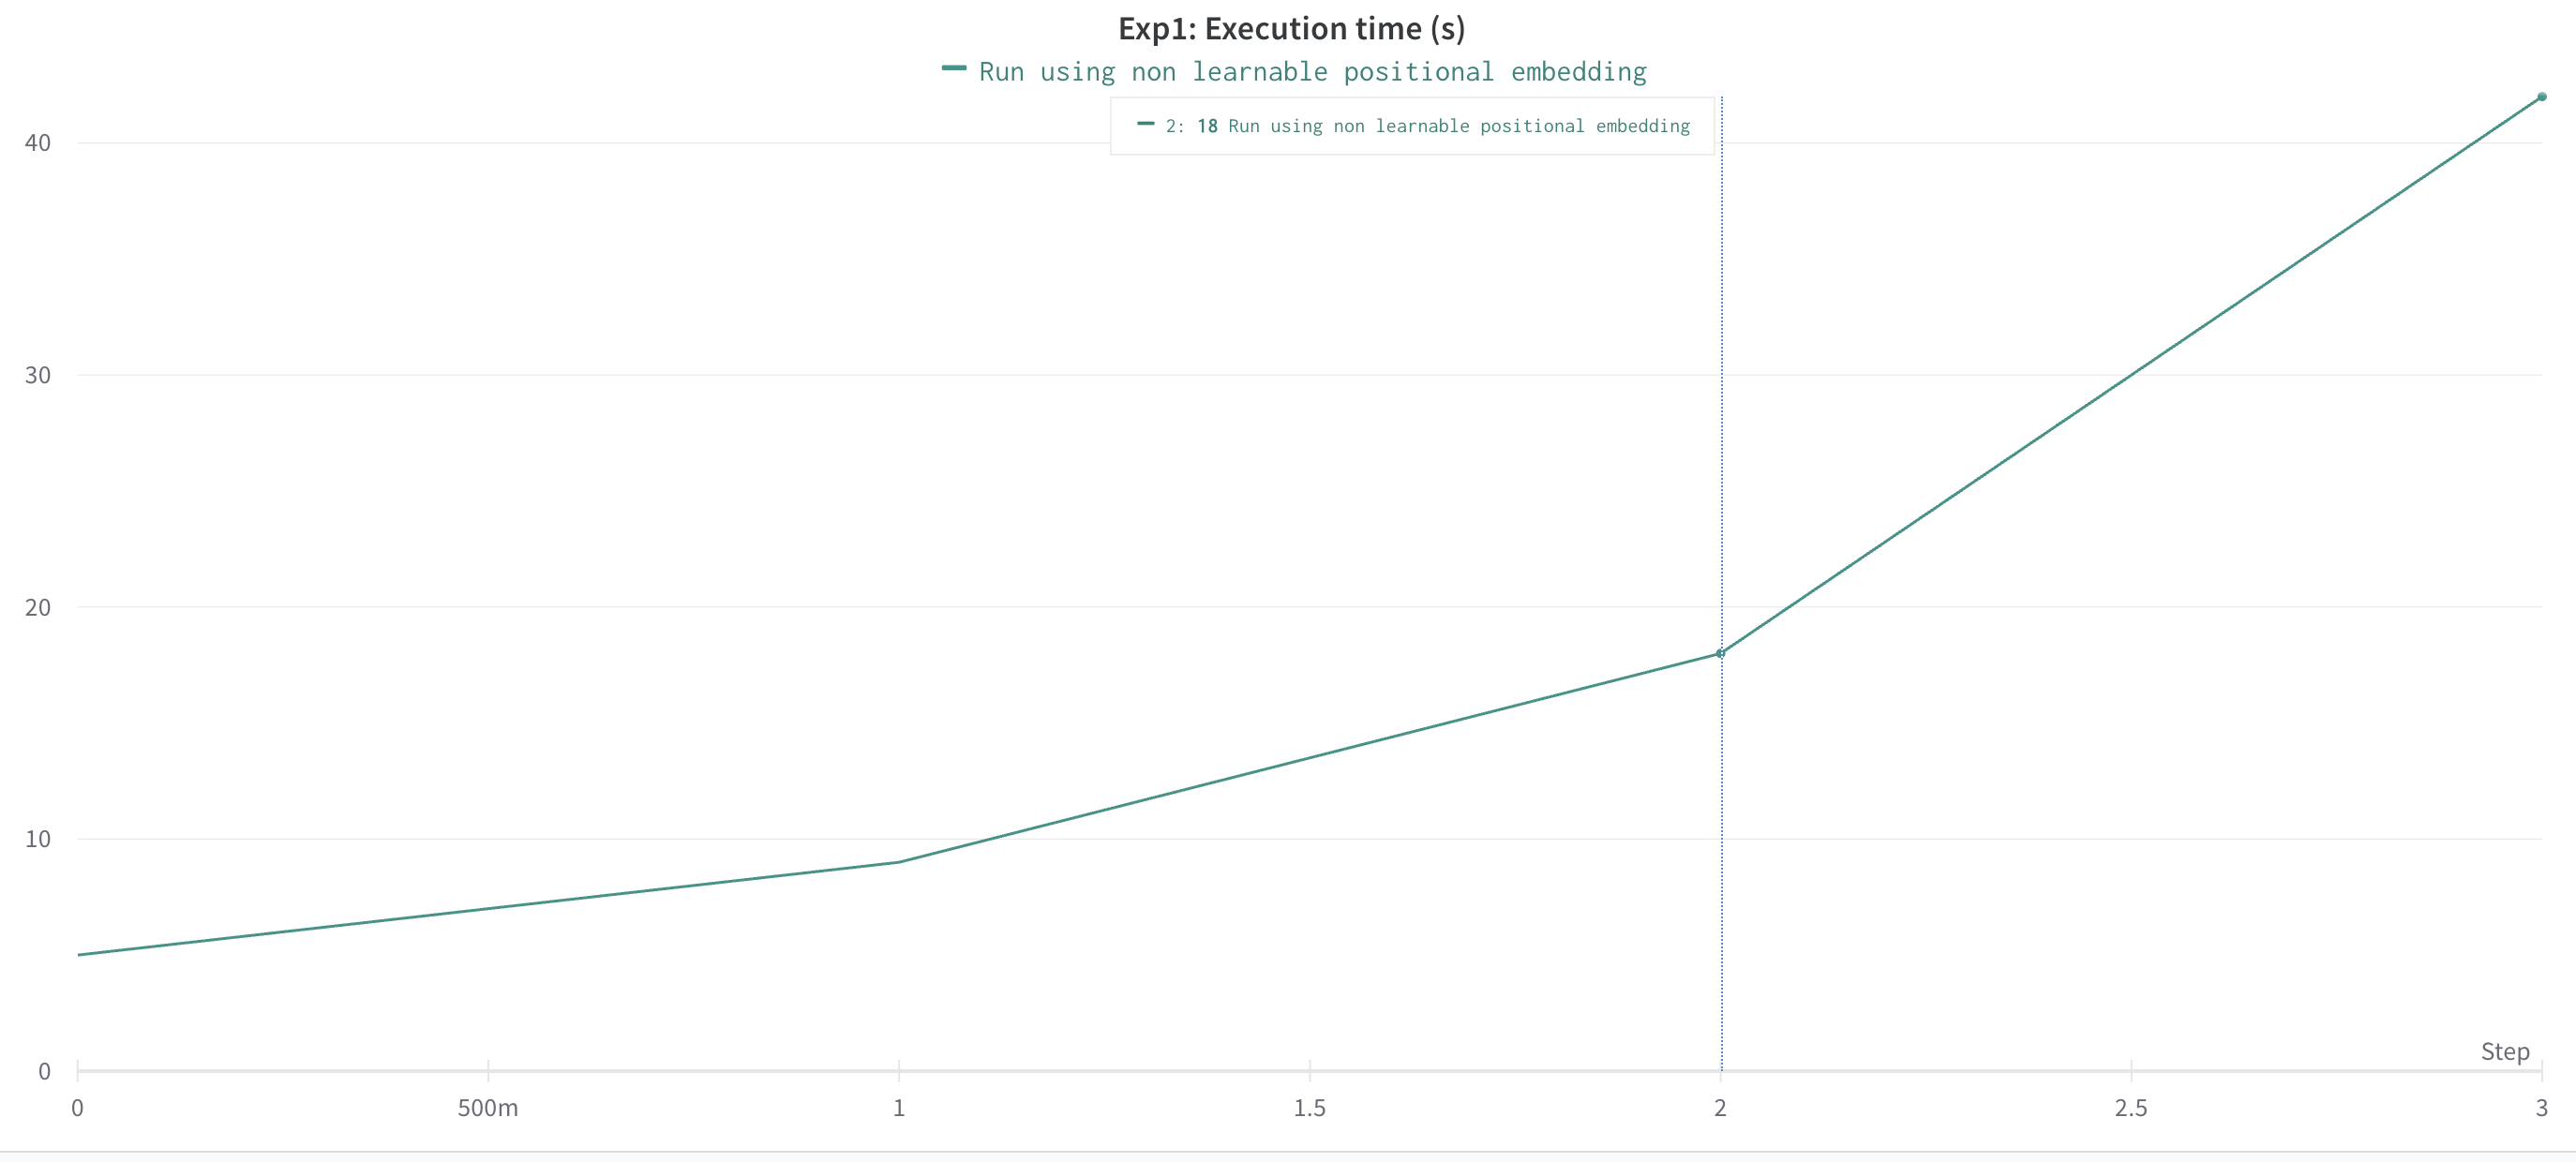 Exp1: Execution time (s)
Run using non learnable positional embedding
2: 18 Run using non learnable positional embedding
40
30
20
10
0
Step
0 500m 1 1.5 2 2.5 3